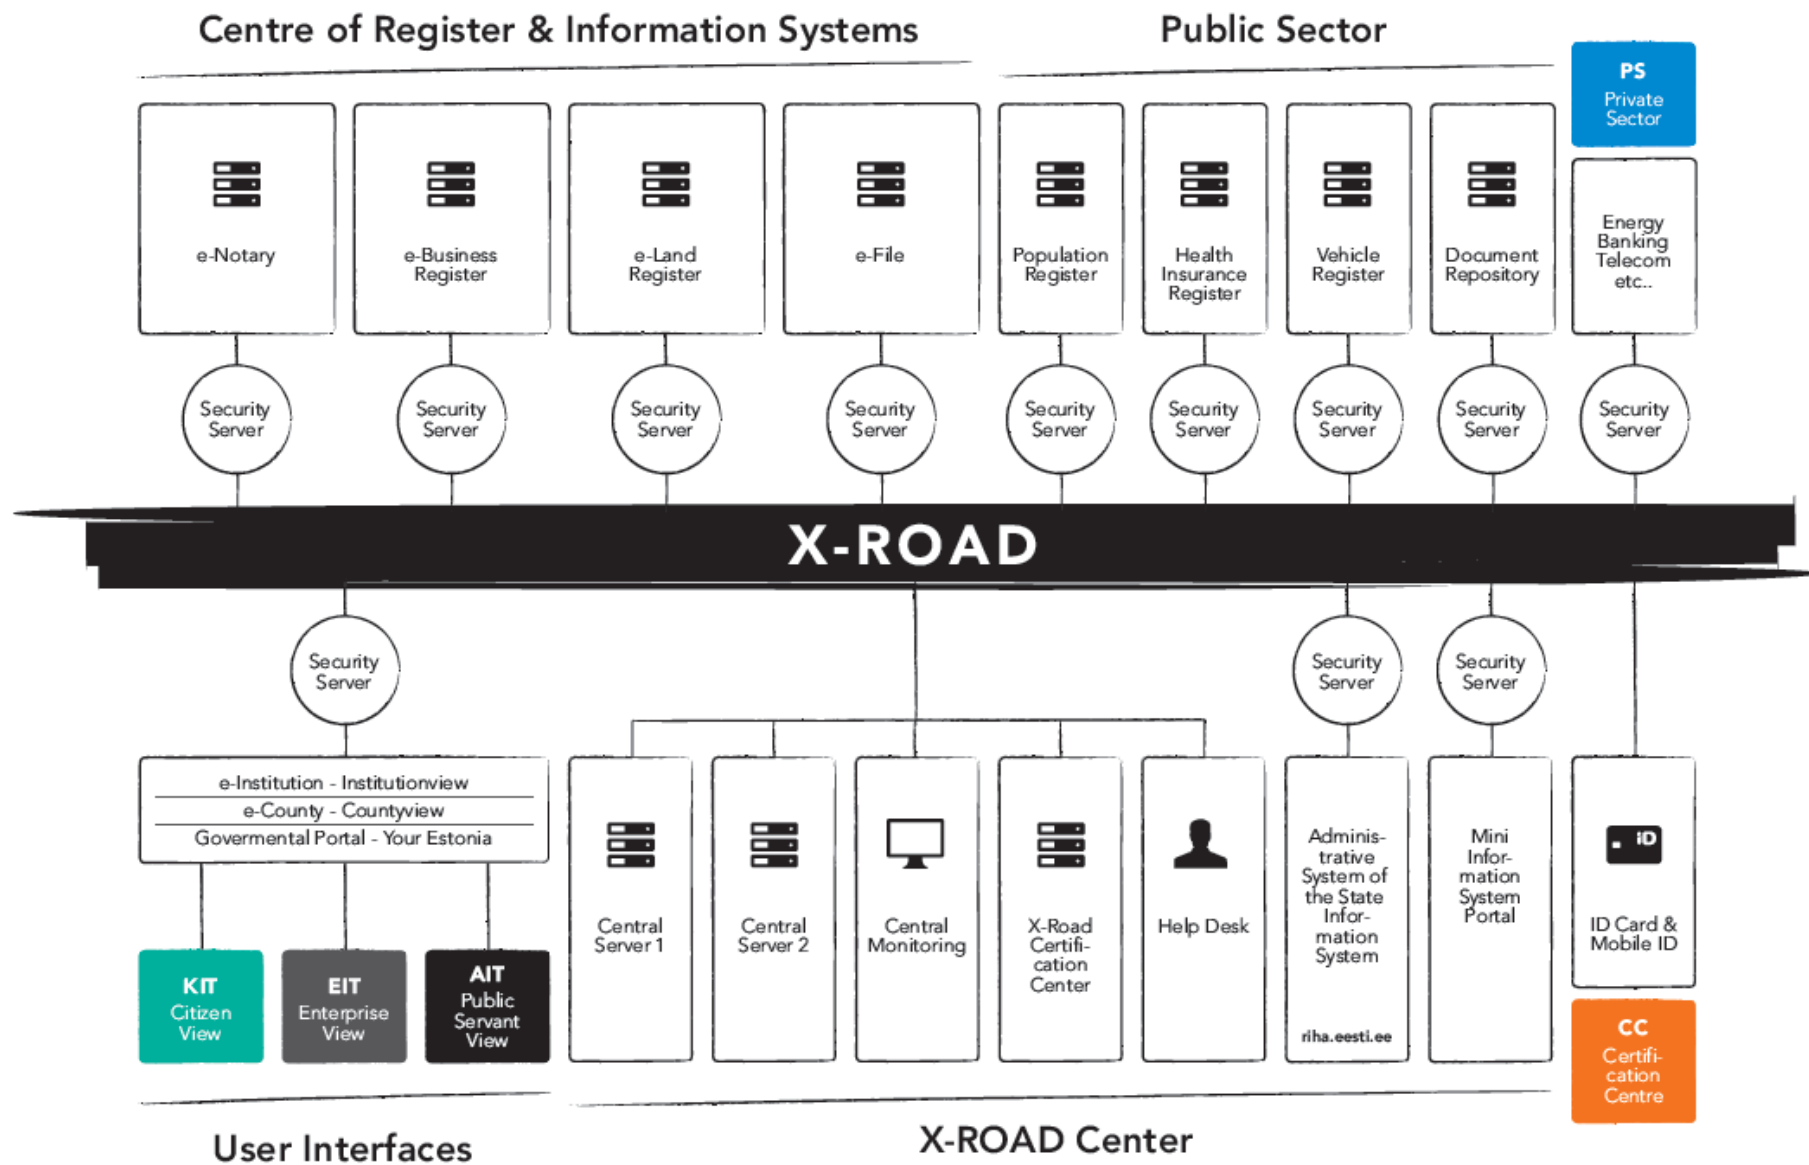 Centre of Register & Information Systems
Public Sector
PS
Private
Sector
e-Notary
e-Business
Register
e-Land
Register
e-File
Population
Register
Health
Insurance
Register
Vehicle
Register
Document
Repository
Energy
Banking
Telecom
etc..
Security
Server
Security
Server
Security
Server
Security
Server
Security
Server
Security
Server
Security
Server
Security
Server
Security
Server
X-ROAD
Security
Server
Security
Server
Security
Server
e-Institution - Institutionview
e-County - Countyview
Govermental Portal - Your Estonia
KIT
Citizen
View
EIT
Enterprise
View
AIT
Public
Servant
View
Central
Server 1
Central
Server 2
Central
Monitoring
X-Road
Certifi-
cation
Center
Help Desk
Adminis-
trative
System of
the State
Infor-
mation
System
riha.eesti.ee
Mini
Infor-
mation
System
Portal
iD
ID Card &
Mobile ID
CC
Certifi-
cation
Centre
User Interfaces
X-ROAD Center